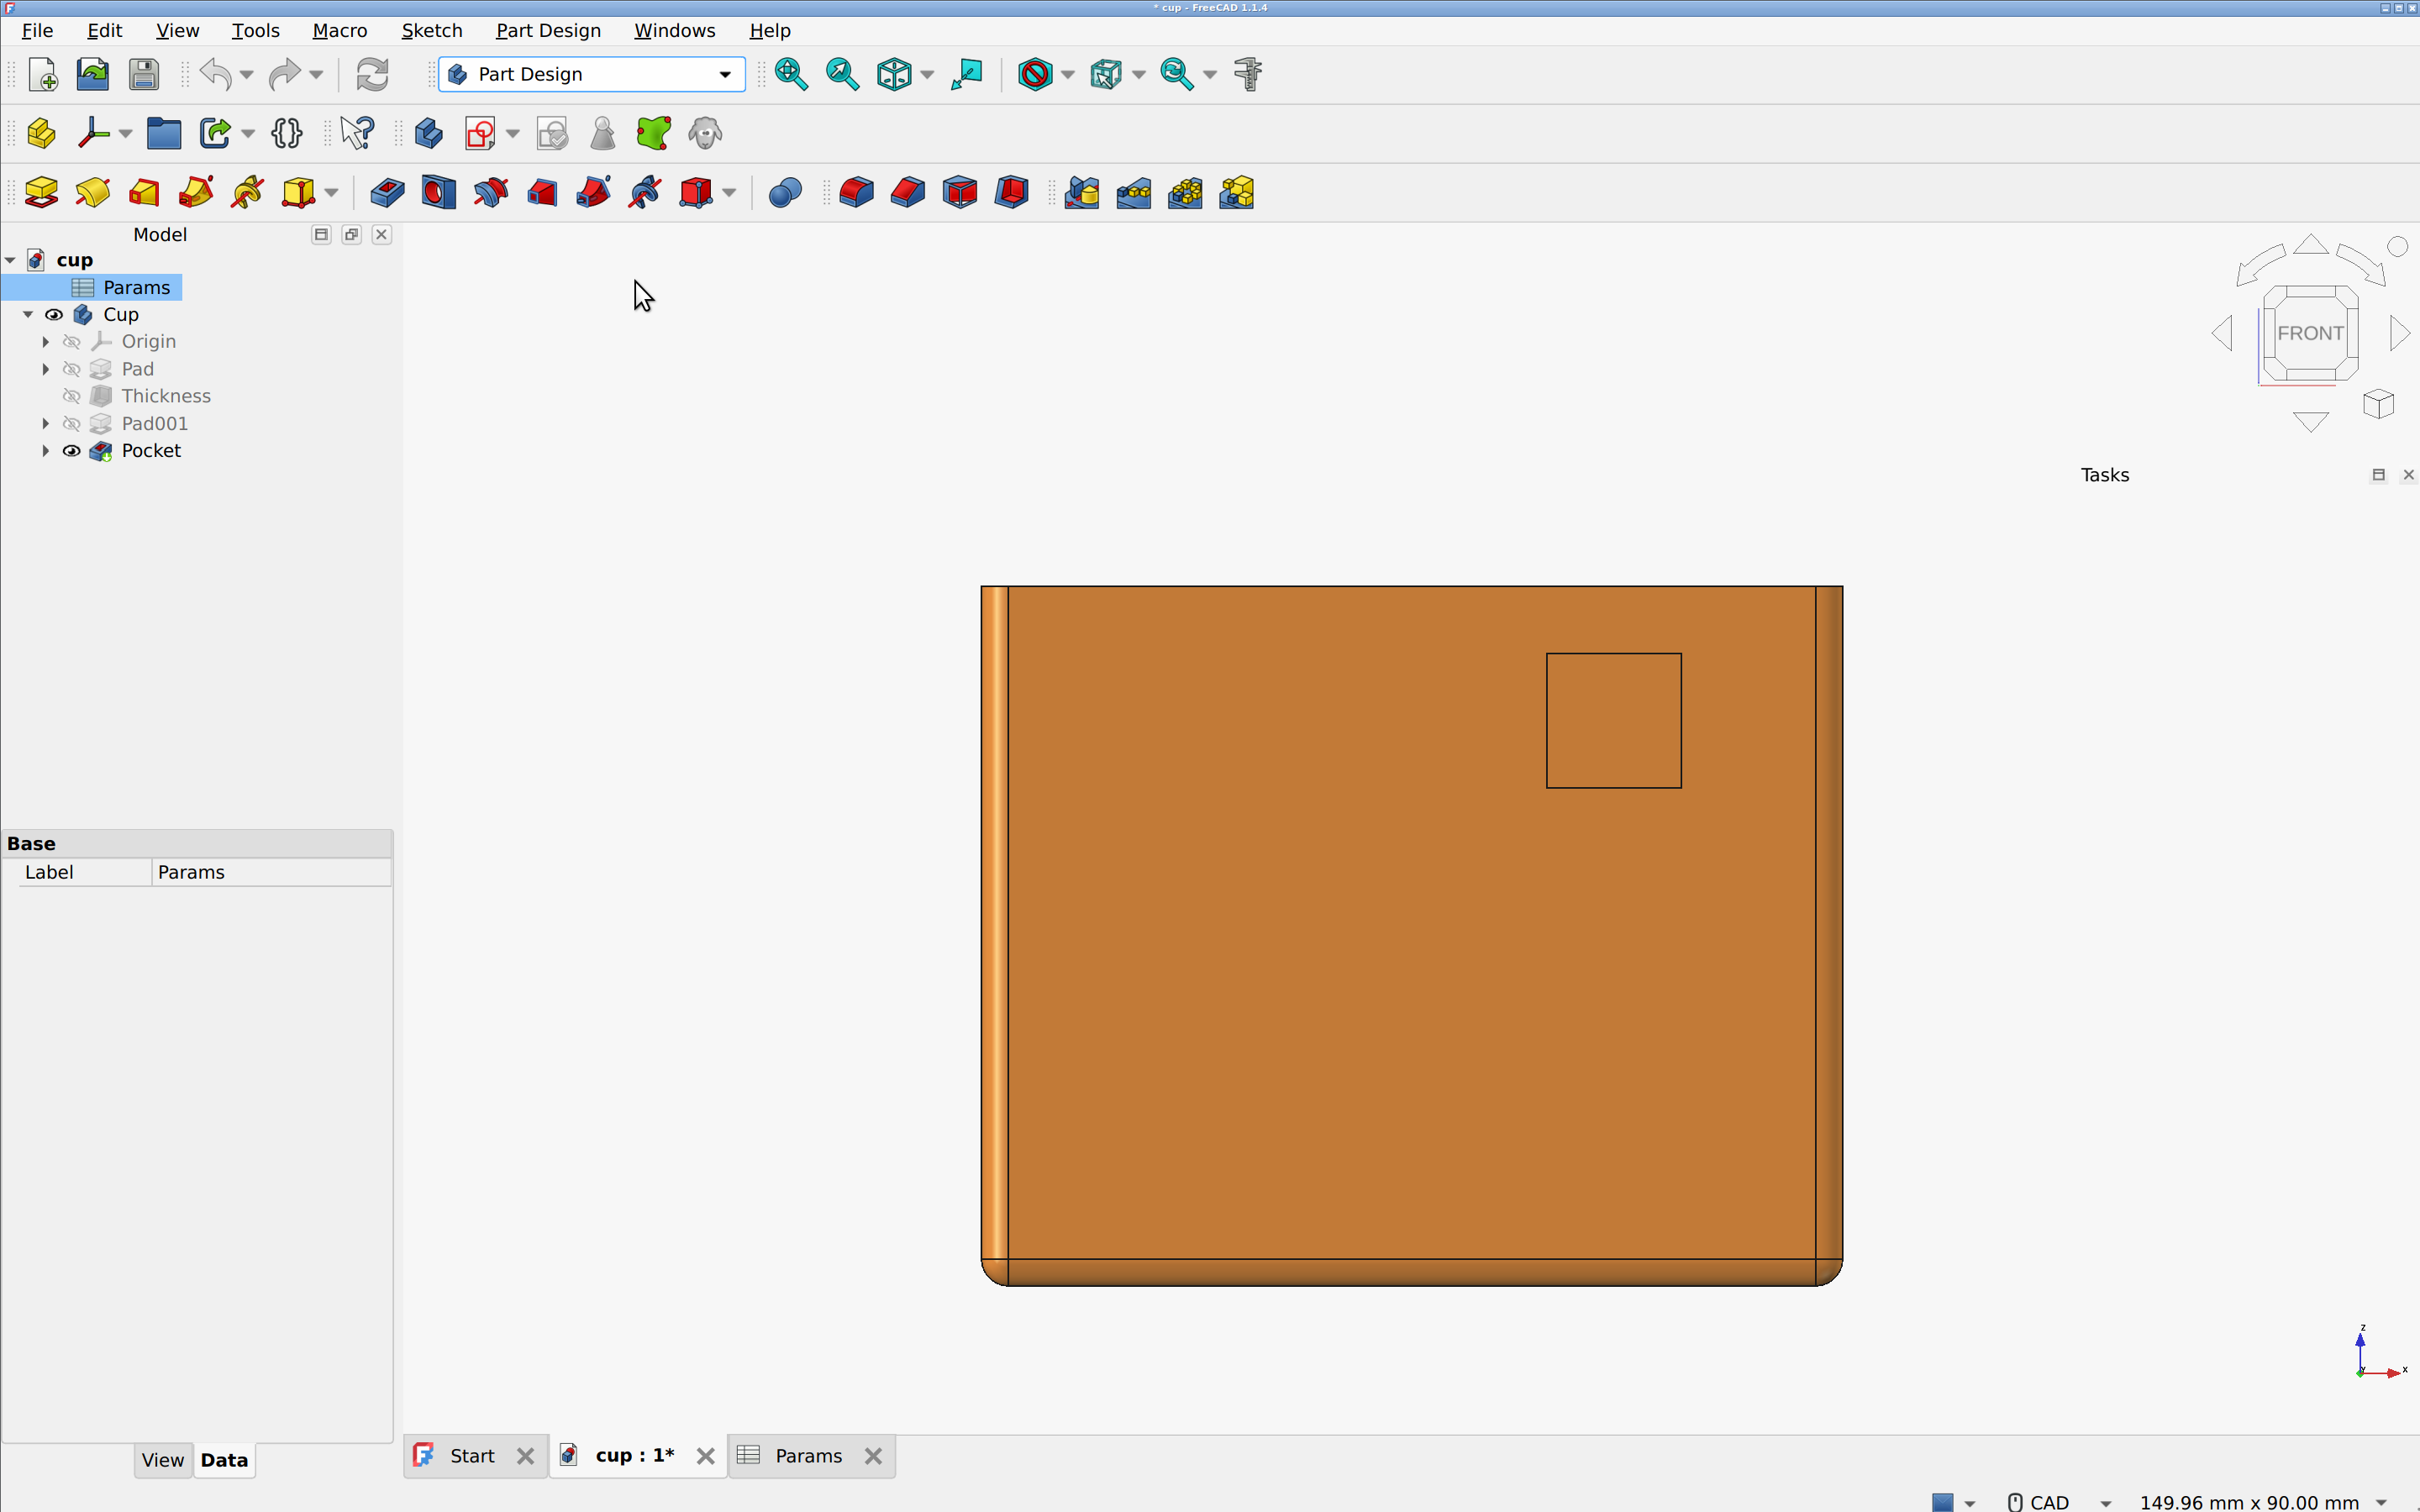 * cup - FreeCAD 1.1.4
File Edit View Tools Macro Sketch Part Design Windows Help
Part Design
Model
cup
Params
Cup
Origin
Pad
Thickness
Pad001
Pocket
FRONT
Tasks
Base
Label Params
z
Y
x
View Data
Start
cup : 1*
Params
CAD
149.96 mm x 90.00 mm